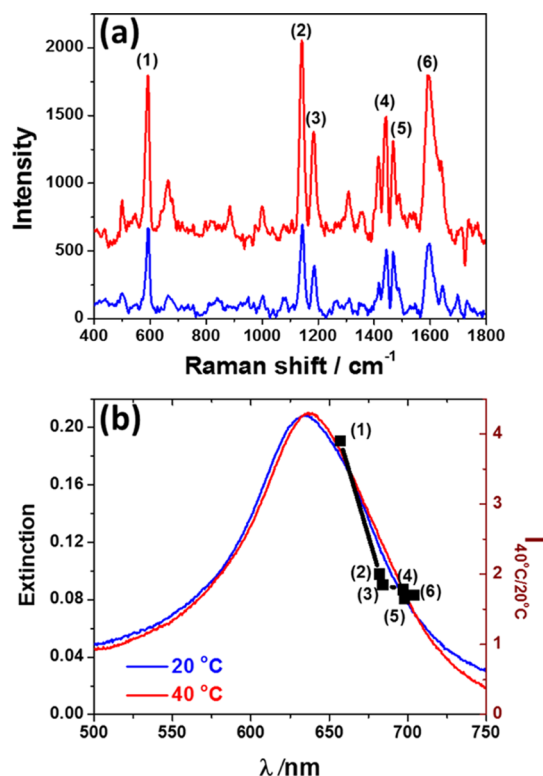 (a)
(1)
(2)
(3)
(4)
(5)
(6)
2000
1500
1000
500
0
Intensity
400 600 800 1000 1200 1400 1600 1800
Raman shift / cm⁻¹
(b)
(1)
(2)
(3)
(4)
(5)
(6)
0.20
0.16
0.12
0.08
0.04
0.00
Extinction
4
3
2
1
0
I40°C/20°C
20 °C
40 °C
500 550 600 650 700 750
λ /nm